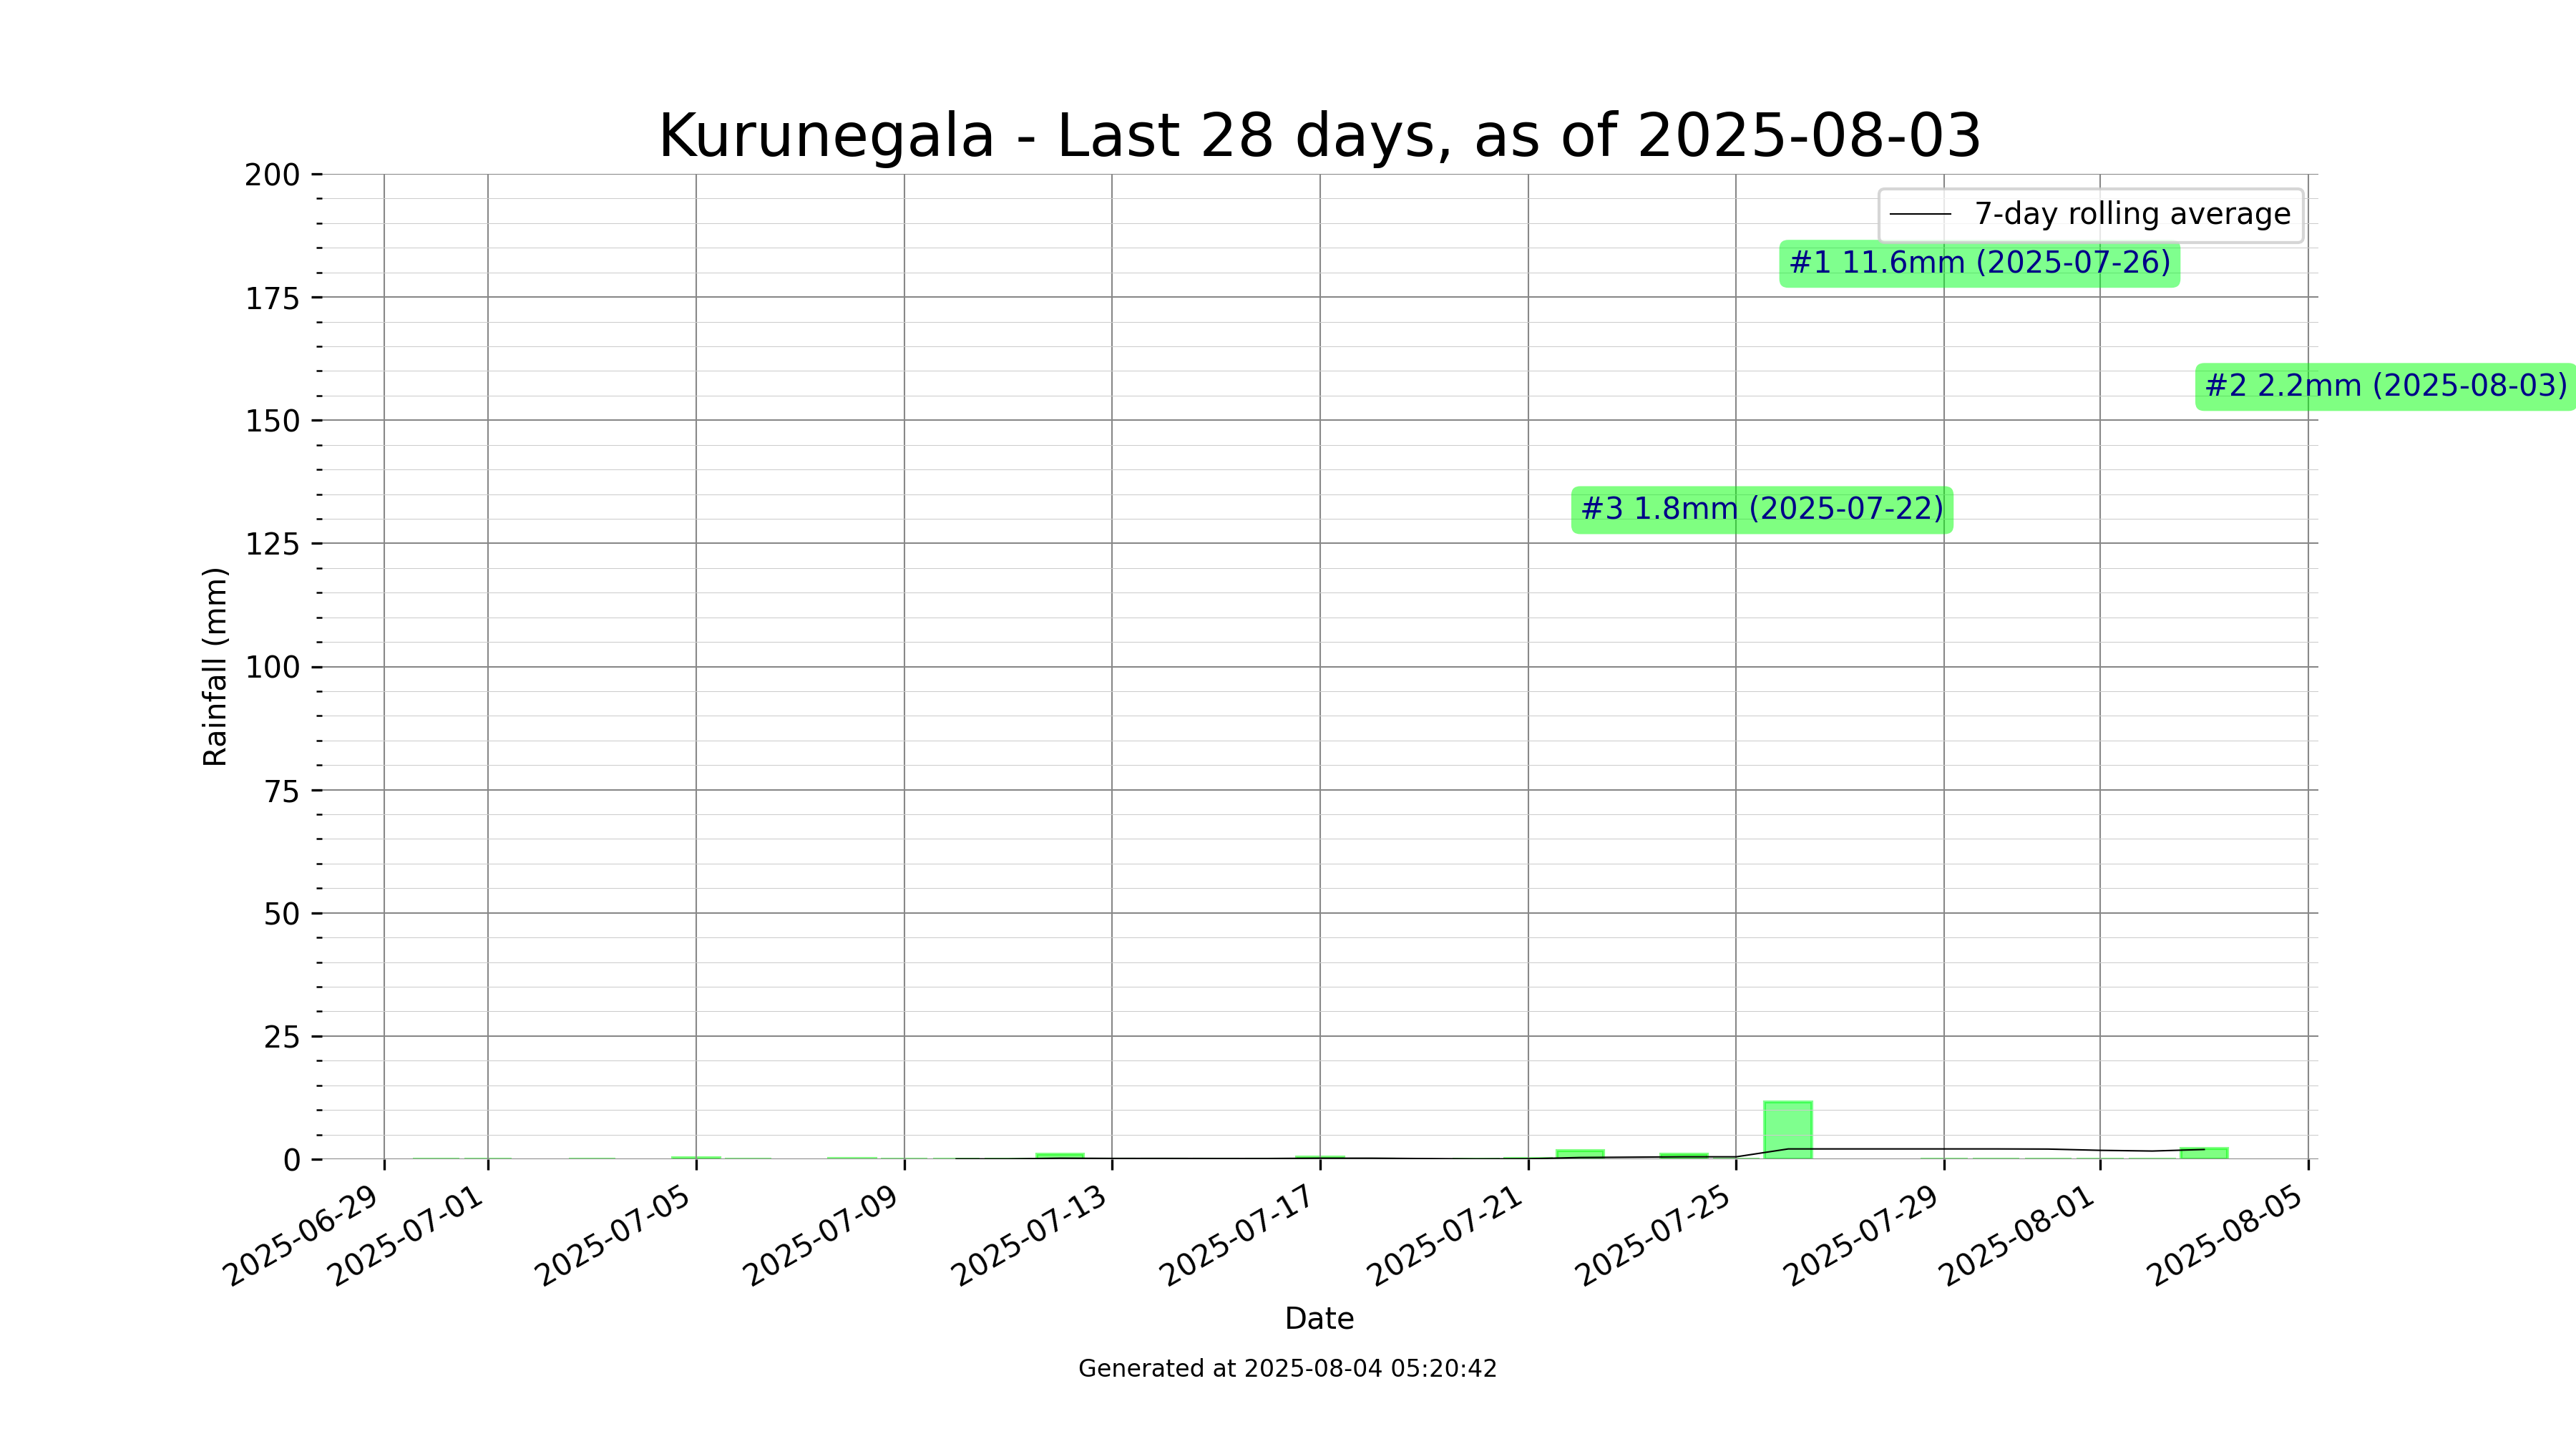 Kurunegala - Last 28 days, as of 2025-08-03
7-day rolling average
#1 11.6mm (2025-07-26)
#2 2.2mm (2025-08-03)
#3 1.8mm (2025-07-22)
Rainfall (mm)
200
175
150
125
100
75
50
25
0
2025-06-29
2025-07-01
2025-07-05
2025-07-09
2025-07-13
2025-07-17
2025-07-21
2025-07-25
2025-07-29
2025-08-01
2025-08-05
Date
Generated at 2025-08-04 05:20:42